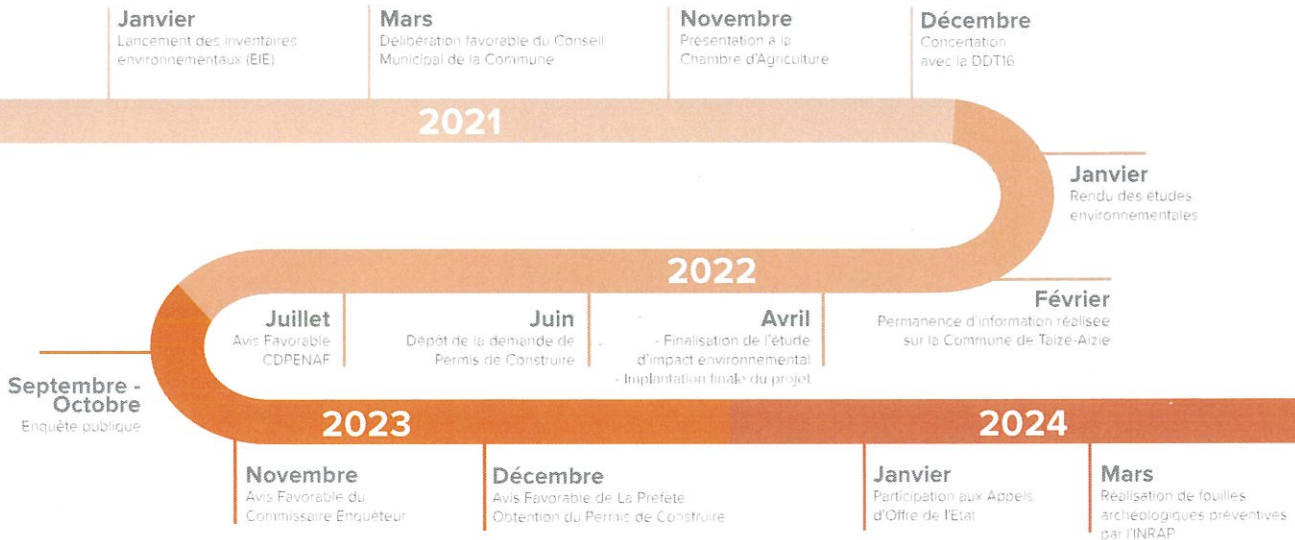 Janvier
Lancement des inventaires
environnementaux (EIE)
Mars
Délibération favorable du Conseil
Municipal de la Commune
Novembre
Présentation à la
Chambre d'Agriculture
Décembre
Concertation
avec la DDT16
2021
Janvier
Rendu des études
environnementales
2022
Février
Permanence d'information réalisée
sur la Commune de Taizé-Aizie
Avril
- Finalisation de l'étude
d'impact environnemental
- Implantation finale du projet
Juin
Dépôt de la demande de
Permis de Construire
Juillet
Avis Favorable
CDPENAF
Septembre -
Octobre
Enquête publique
2023
Novembre
Avis Favorable du
Commissaire Enquêteur
Décembre
Avis Favorable de La Préfète
Obtention du Permis de Construire
2024
Janvier
Participation aux Appels
d'Offre de l'Etat
Mars
Réalisation de fouilles
archéologiques préventives
par l'INRAP